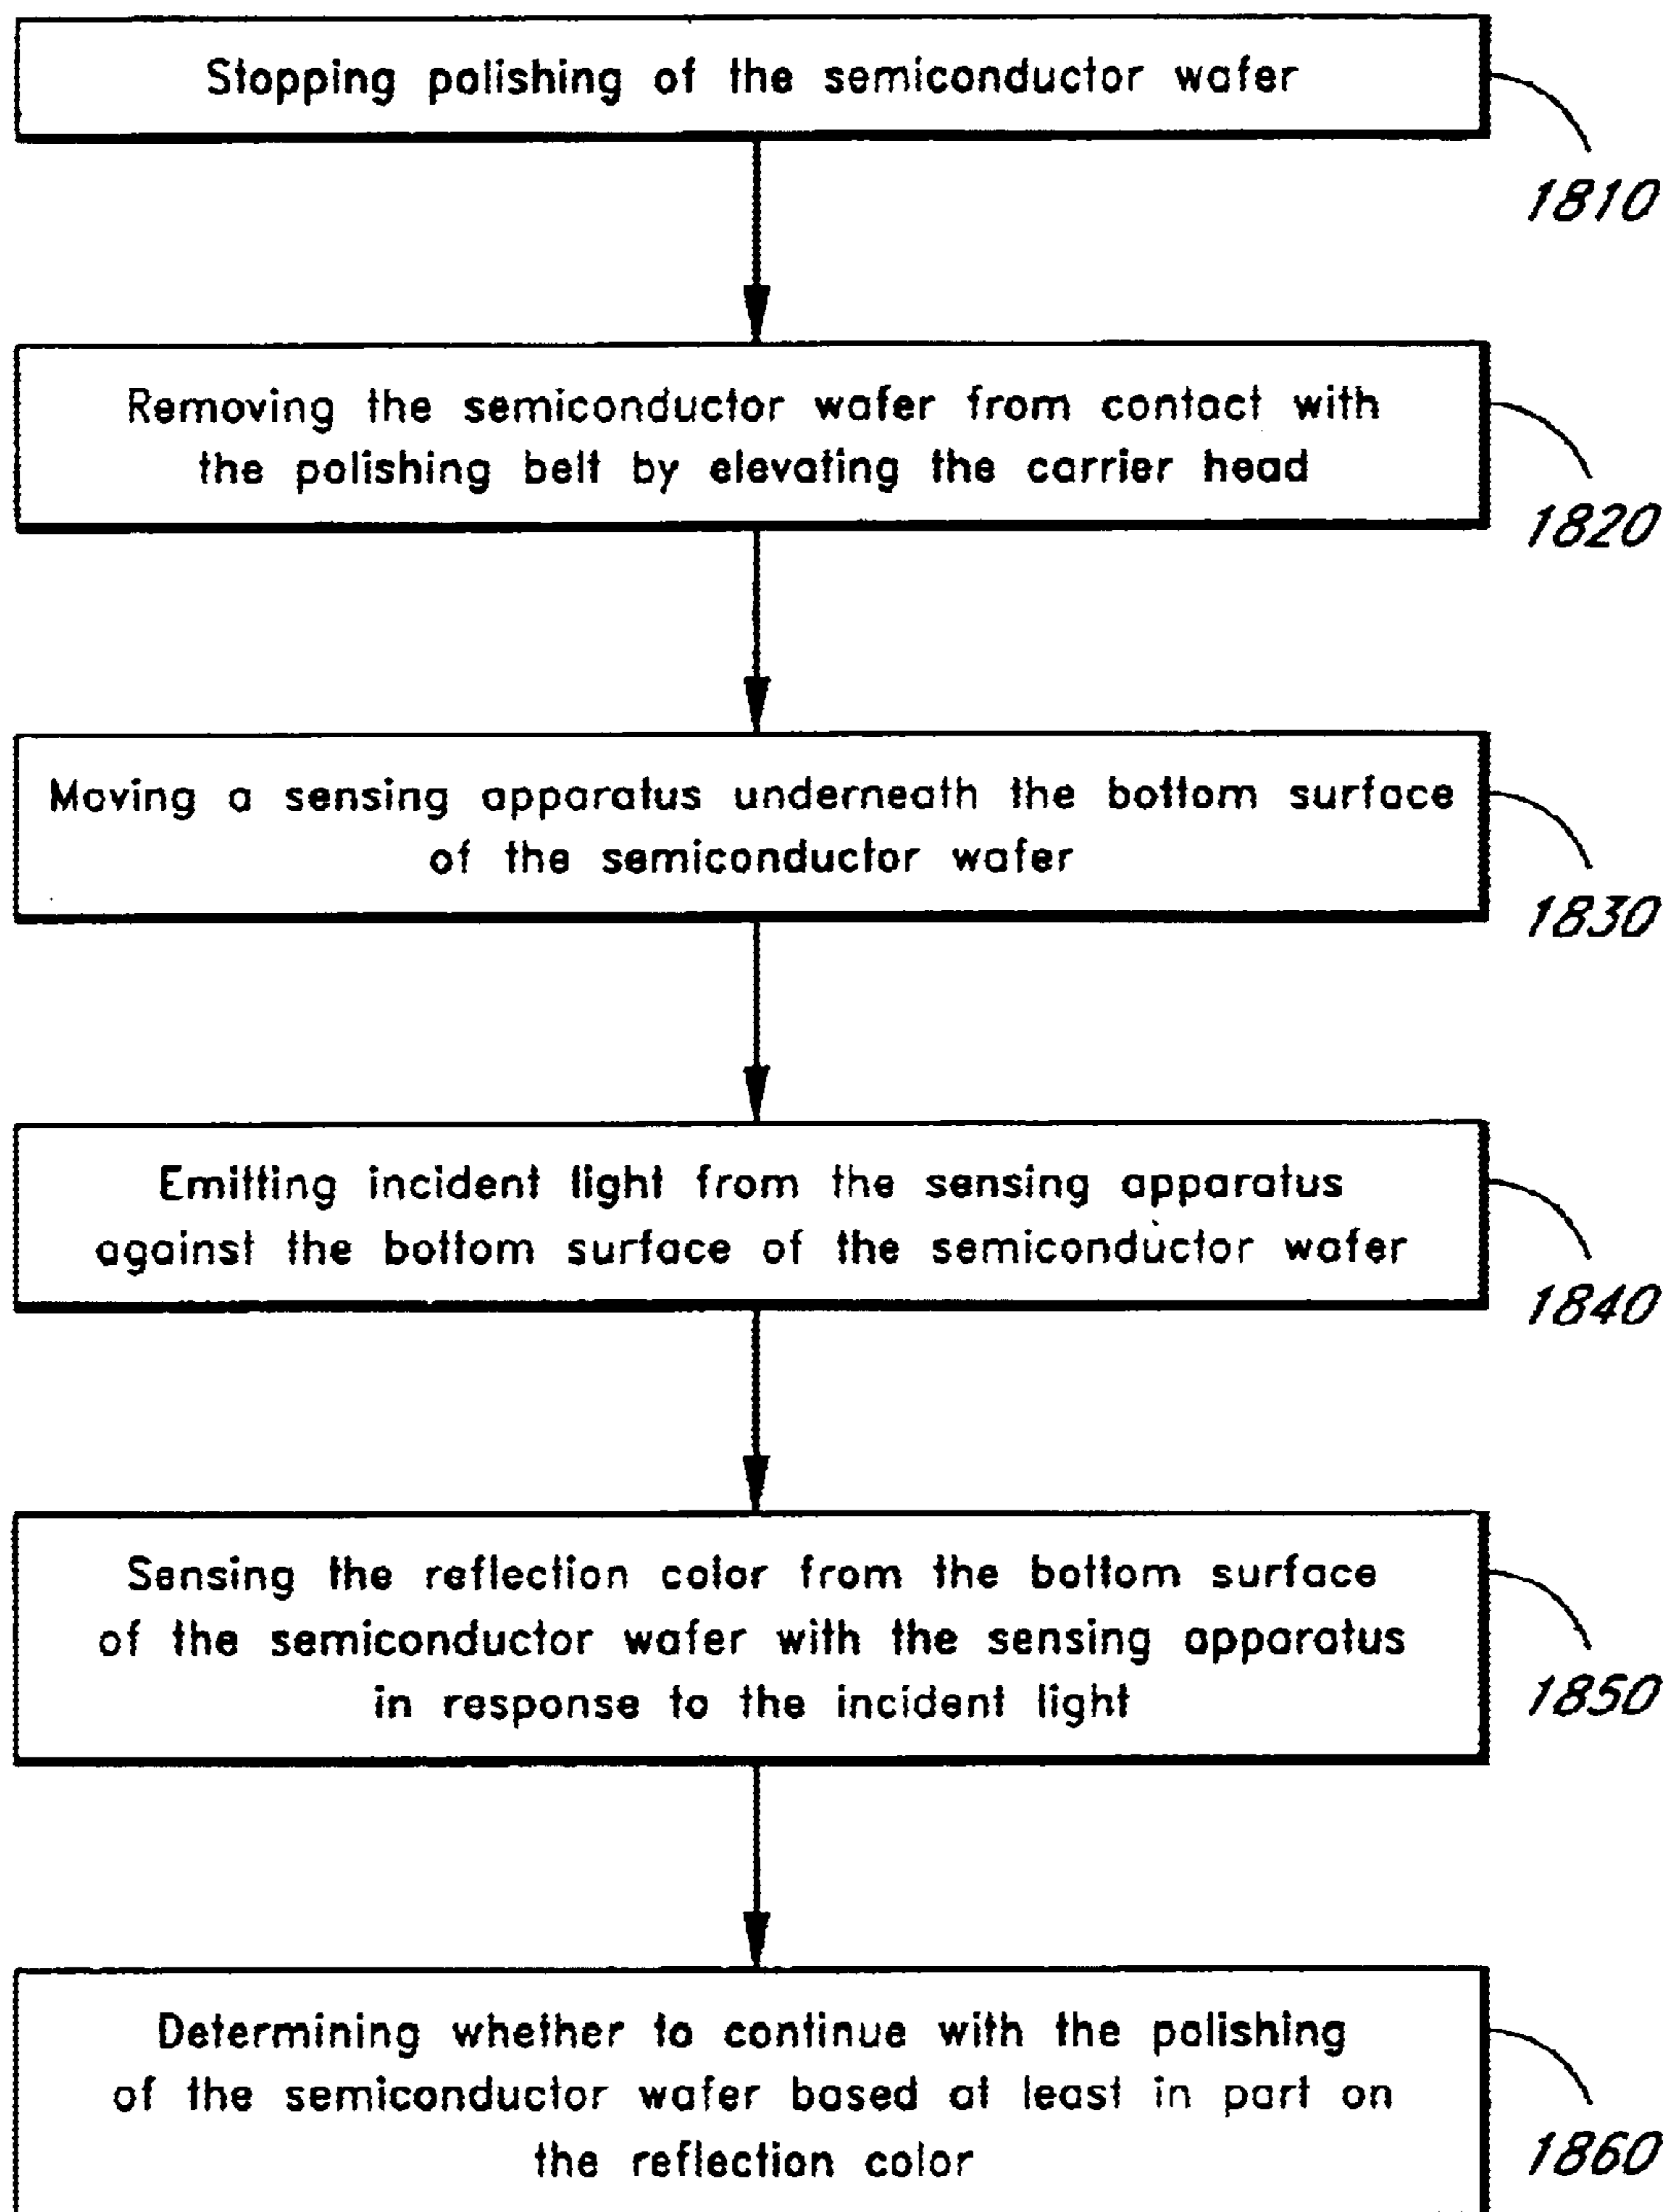 Stopping polishing of the semiconductor wafer
1810
Removing the semiconductor wafer from contact with
the polishing belt by elevating the carrier head
1820
Moving a sensing apparatus underneath the bottom surface
of the semiconductor wafer
1830
Emitting incident light from the sensing apparatus
against the bottom surface of the semiconductor wafer
1840
Sensing the reflection color from the bottom surface
of the semiconductor wafer with the sensing apparatus
in response to the incident light
1850
Determining whether to continue with the polishing
of the semiconductor wafer based at least in part on
the reflection color
1860